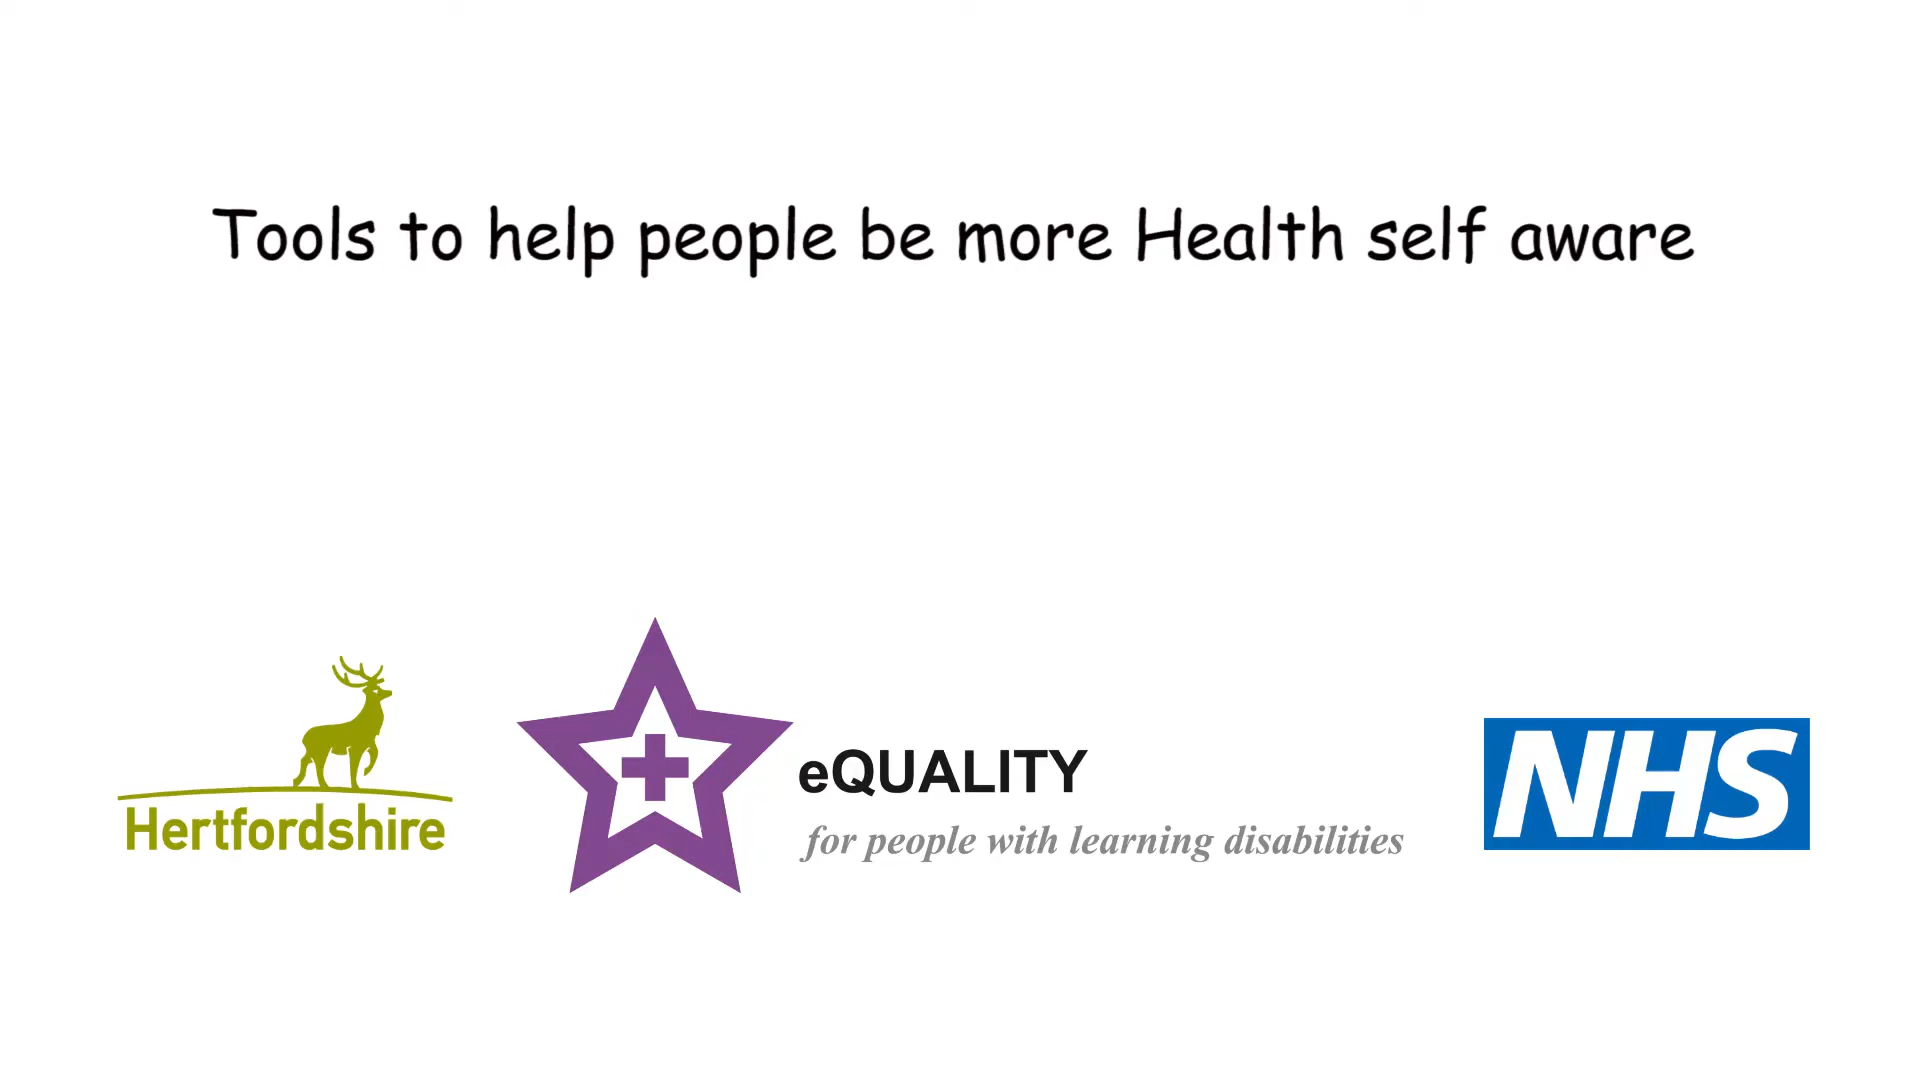 Tools to help people be more Health self aware
Hertfordshire
eQUALITY
for people with learning disabilities
NHS